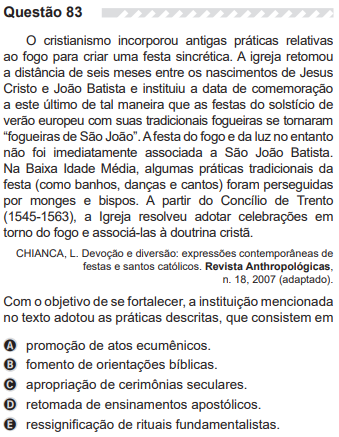 Questão 83
O cristianismo incorporou antigas práticas relativas
ao fogo para criar uma festa sincrética. A igreja retomou
a distância de seis meses entre os nascimentos de Jesus
Cristo e João Batista e instituiu a data de comemoração
a este último de tal maneira que as festas do solstício de
verão europeu com suas tradicionais fogueiras se tornaram
“fogueiras de São João”. A festa do fogo e da luz no entanto
não foi imediatamente associada a São João Batista.
Na Baixa Idade Média, algumas práticas tradicionais da
festa (como banhos, danças e cantos) foram perseguidas
por monges e bispos. A partir do Concílio de Trento
(1545-1563), a Igreja resolveu adotar celebrações em
torno do fogo e associá-las à doutrina cristã.
CHIANCA, L. Devoção e diversão: expressões contemporâneas de
festas e santos católicos. Revista Anthropológicas,
n. 18, 2007 (adaptado).
Com o objetivo de se fortalecer, a instituição mencionada
no texto adotou as práticas descritas, que consistem em
A promoção de atos ecumênicos.
B fomento de orientações bíblicas.
C apropriação de cerimônias seculares.
D retomada de ensinamentos apostólicos.
E ressignificação de rituais fundamentalistas.